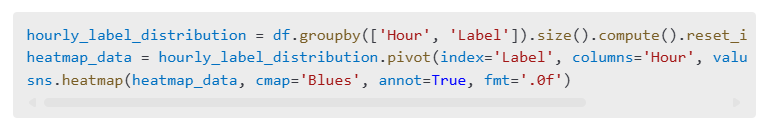 hourly_label_distribution = df.groupby(['Hour', 'Label']).size().compute().reset_i
heatmap_data = hourly_label_distribution.pivot(index='Label', columns='Hour', valu
sns.heatmap(heatmap_data, cmap='Blues', annot=True, fmt='.0f')